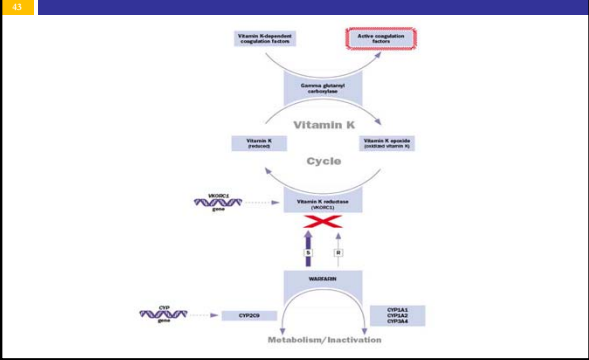 43
Vitamin K-dependent
coagulation factors
Active coagulation
factors
Gamma glutamyl
carboxylase
Vitamin K
Vitamin K
(reduced)
Vitamin K epoxide
(oxidized vitamin K)
Cycle
VKORC1
gene
Vitamin K reductase
(VKORC1)
S
R
WARFARIN
CYP
gene
CYP2C9
CYP1A1
CYP1A2
CYP3A4
Metabolism/Inactivation